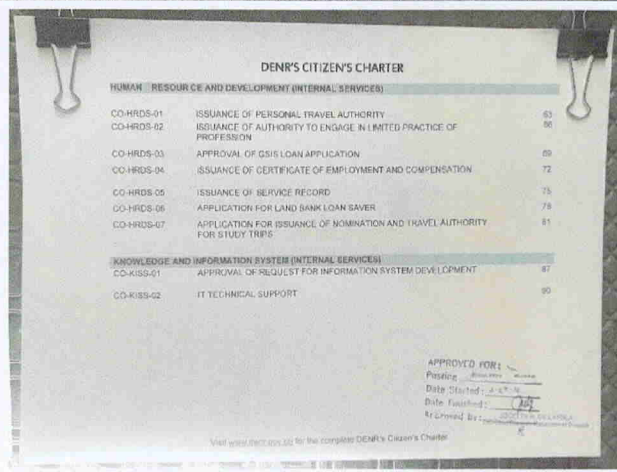 DENR'S CITIZEN'S CHARTER
HUMAN RESOURCE AND DEVELOPMENT (INTERNAL SERVICES)
CO-HRDS-01 ISSUANCE OF PERSONAL TRAVEL AUTHORITY 63
CO-HRDS-02 ISSUANCE OF AUTHORITY TO ENGAGE IN LIMITED PRACTICE OF 66
PROFESSION
CO-HRDS-03 APPROVAL OF GSIS LOAN APPLICATION 69
CO-HRDS-04 ISSUANCE OF CERTIFICATE OF EMPLOYMENT AND COMPENSATION 72
CO-HRDS-05 ISSUANCE OF SERVICE RECORD 75
CO-HRDS-06 APPLICATION FOR LAND BANK LOAN SAVER 78
CO-HRDS-07 APPLICATION FOR ISSUANCE OF NOMINATION AND TRAVEL AUTHORITY 81
FOR STUDY TRIPS
KNOWLEDGE AND INFORMATION SYSTEM (INTERNAL SERVICES)
CO-KISS-01 APPROVAL OF REQUEST FOR INFORMATION SYSTEM DEVELOPMENT 87
CO-KISS-02 IT TECHNICAL SUPPORT 90
APPROVED FOR:
Posting
Date Started:
Date Finished:
Approved by:
Visit www.denr.gov.ph for the complete DENR's Citizen's Charter